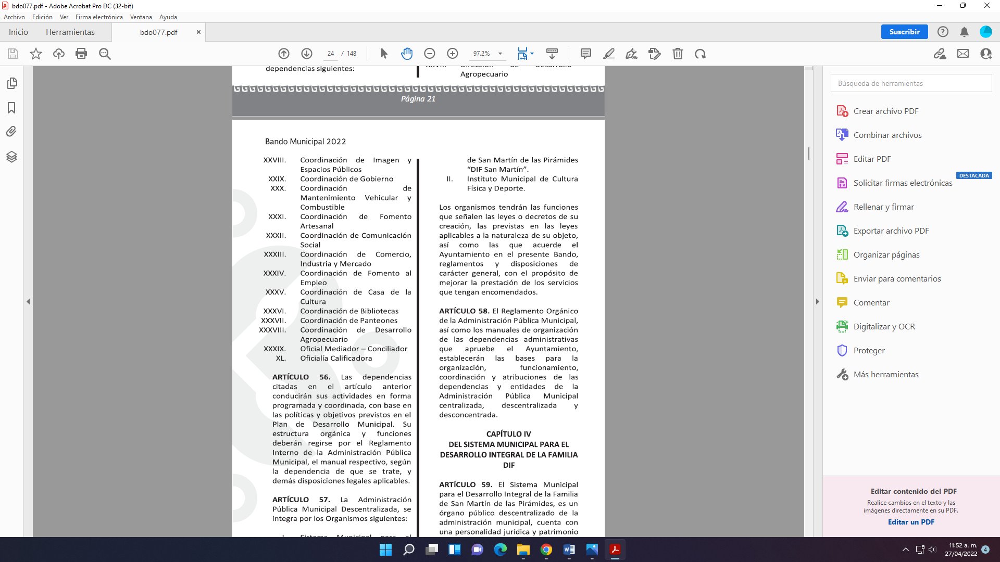 bdo077.pdf - Adobe Acrobat Pro DC (32-bit)
Archivo Edición Ver Firma electrónica Ventana Ayuda
Inicio Herramientas bdo077.pdf
Suscribir
24 / 148
97.2%
dependencias siguientes:
XXVII. Dirección de Desarrollo
Agropecuario
Página 21
Bando Municipal 2022
XXVIII. Coordinación de Imagen y
Espacios Públicos
XXIX. Coordinación de Gobierno
XXX. Coordinación de
Mantenimiento Vehicular y
Combustible
XXXI. Coordinación de Fomento
Artesanal
XXXII. Coordinación de Comunicación
Social
XXXIII. Coordinación de Comercio,
Industria y Mercado
XXXIV. Coordinación de Fomento al
Empleo
XXXV. Coordinación de Casa de la
Cultura
XXXVI. Coordinación de Bibliotecas
XXXVII. Coordinación de Panteones
XXXVIII. Coordinación de Desarrollo
Agropecuario
XXXIX. Oficial Mediador – Conciliador
XL. Oficialía Calificadora
ARTÍCULO 56. Las dependencias
citadas en el artículo anterior
conducirán sus actividades en forma
programada y coordinada, con base en
las políticas y objetivos previstos en el
Plan de Desarrollo Municipal. Su
estructura orgánica y funciones
deberán regirse por el Reglamento
Interno de la Administración Pública
Municipal, el manual respectivo, según
la dependencia de que se trate, y
demás disposiciones legales aplicables.
ARTÍCULO 57. La Administración
Pública Municipal Descentralizada, se
integra por los Organismos siguientes:
I. Sistema Municipal para el
de San Martín de las Pirámides
“DIF San Martín”.
II. Instituto Municipal de Cultura
Física y Deporte.
Los organismos tendrán las funciones
que señalen las leyes o decretos de su
creación, las previstas en las leyes
aplicables a la naturaleza de su objeto,
así como las que acuerde el
Ayuntamiento en el presente Bando,
reglamentos y disposiciones de
carácter general, con el propósito de
mejorar la prestación de los servicios
que tengan encomendados.
ARTÍCULO 58. El Reglamento Orgánico
de la Administración Pública Municipal,
así como los manuales de organización
de las dependencias administrativas
que apruebe el Ayuntamiento,
establecerán las bases para la
organización, funcionamiento,
coordinación y atribuciones de las
dependencias y entidades de la
Administración Pública Municipal
centralizada, descentralizada y
desconcentrada.
CAPÍTULO IV
DEL SISTEMA MUNICIPAL PARA EL
DESARROLLO INTEGRAL DE LA FAMILIA
DIF
ARTÍCULO 59. El Sistema Municipal
para el Desarrollo Integral de la Familia
de San Martín de las Pirámides, es un
órgano público descentralizado de la
administración municipal, cuenta con
una personalidad jurídica y patrimonio
Búsqueda de herramientas
Crear archivo PDF
Combinar archivos
Editar PDF
DESTACADA
Solicitar firmas electrónicas
Rellenar y firmar
Exportar archivo PDF
Organizar páginas
Enviar para comentarios
Comentar
Digitalizar y OCR
Proteger
Más herramientas
Editar contenido del PDF
Realice cambios en el texto y las
imágenes directamente en su PDF.
Editar un PDF
11:52 a. m.
27/04/2022
4